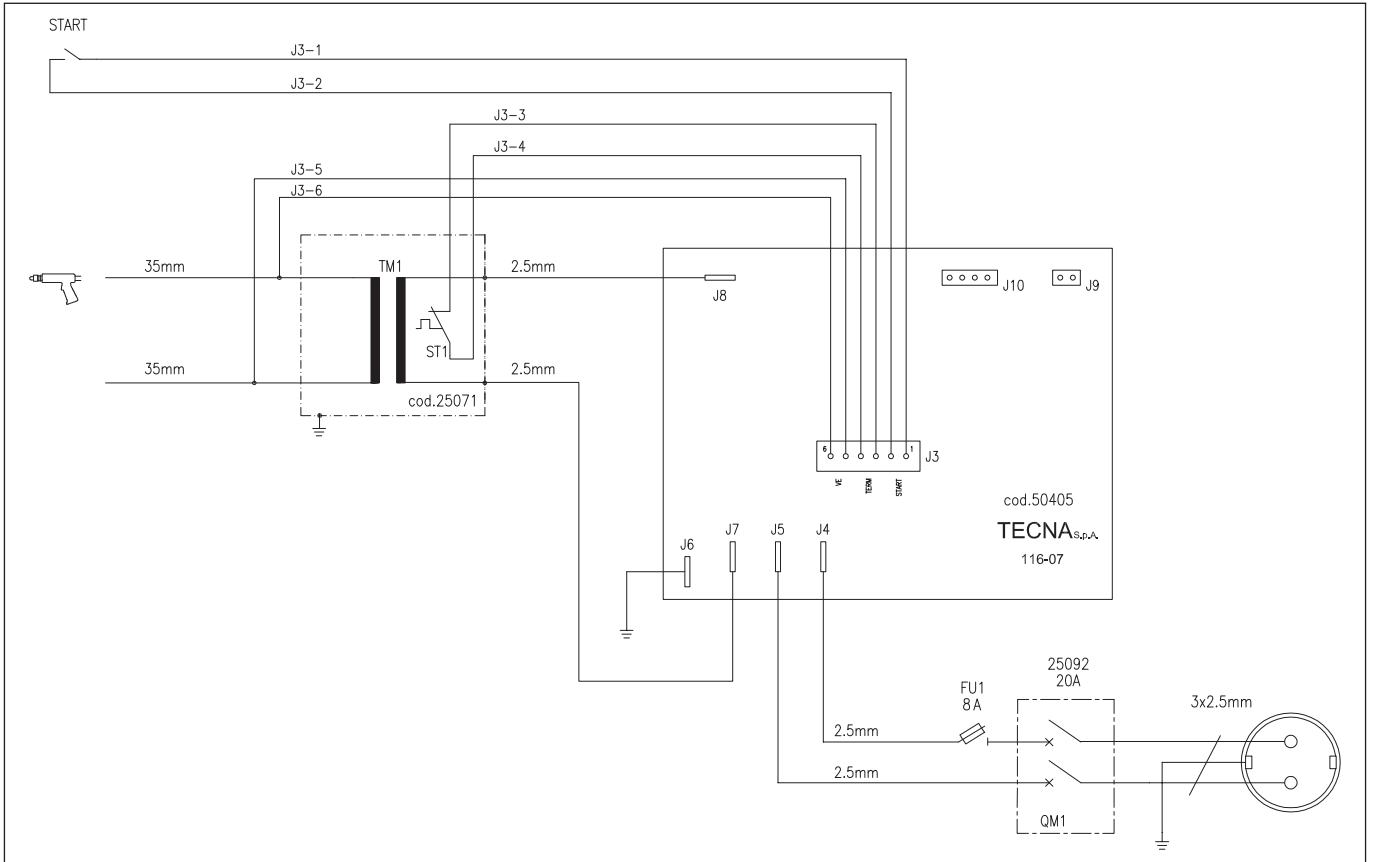 START
J3-1
J3-2
J3-3
J3-4
J3-5
J3-6
35mm
TM1
2.5mm
J8
J10
J9
ST1
35mm
2.5mm
cod.25071
6
1
J3
VE
TERM
START
cod.50405
TECNA S.p.A.
116-07
J6
J7
J5
J4
25092
20A
FU1
8A
3x2.5mm
2.5mm
2.5mm
QM1